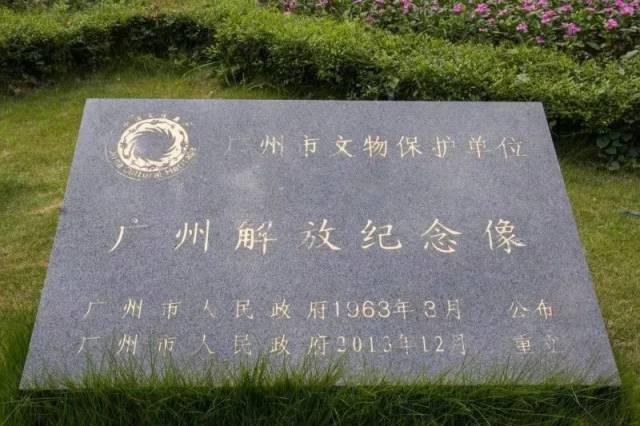 广州市文物保护单位
广州解放纪念像
广州市人民政府1963年3月 公布
广州市人民政府2013年12月 重立